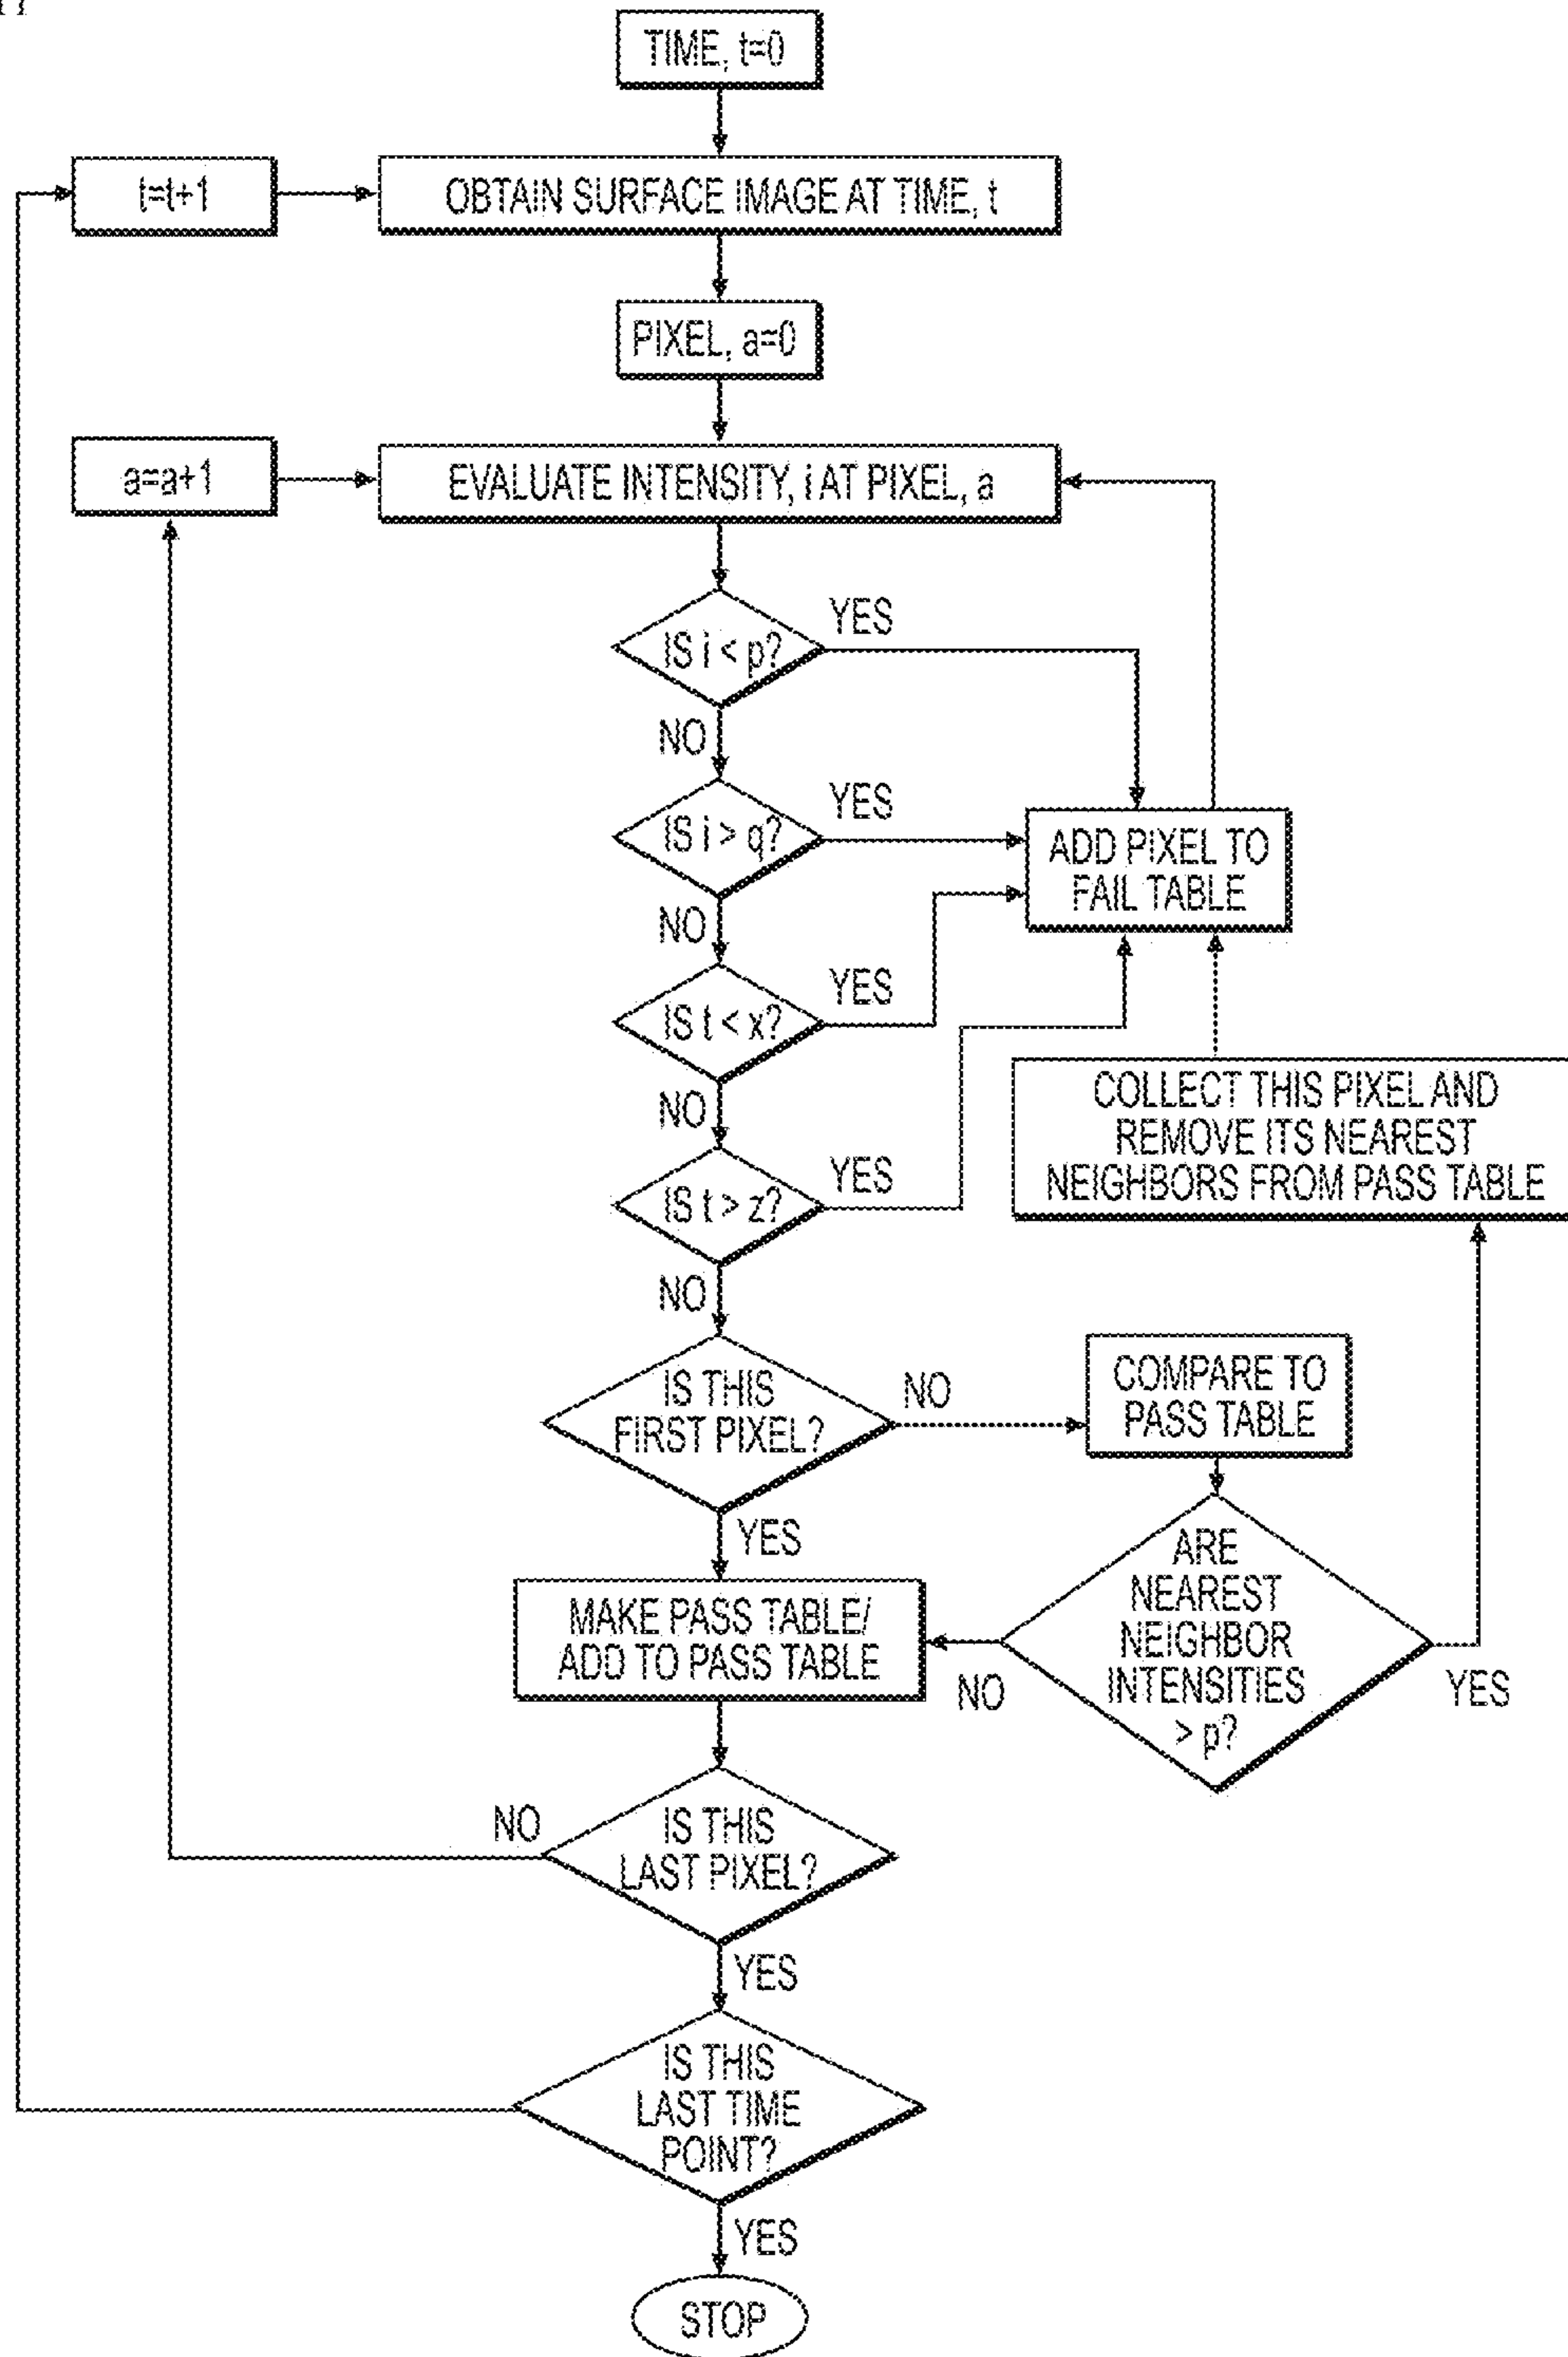 TIME, t=0
t=t+1
OBTAIN SURFACE IMAGE AT TIME, t
PIXEL, a=0
a=a+1
EVALUATE INTENSITY, i AT PIXEL, a
IS i < p?
YES
NO
IS i > q?
YES
ADD PIXEL TO
FAIL TABLE
NO
IS t < x?
YES
NO
COLLECT THIS PIXEL AND
REMOVE ITS NEAREST
NEIGHBORS FROM PASS TABLE
IS t > z?
YES
NO
IS THIS
FIRST PIXEL?
NO
COMPARE TO
PASS TABLE
YES
ARE
NEAREST
NEIGHBOR
INTENSITIES
> p?
NO
YES
MAKE PASS TABLE/
ADD TO PASS TABLE
IS THIS
LAST PIXEL?
NO
YES
IS THIS
LAST TIME
POINT?
YES
STOP